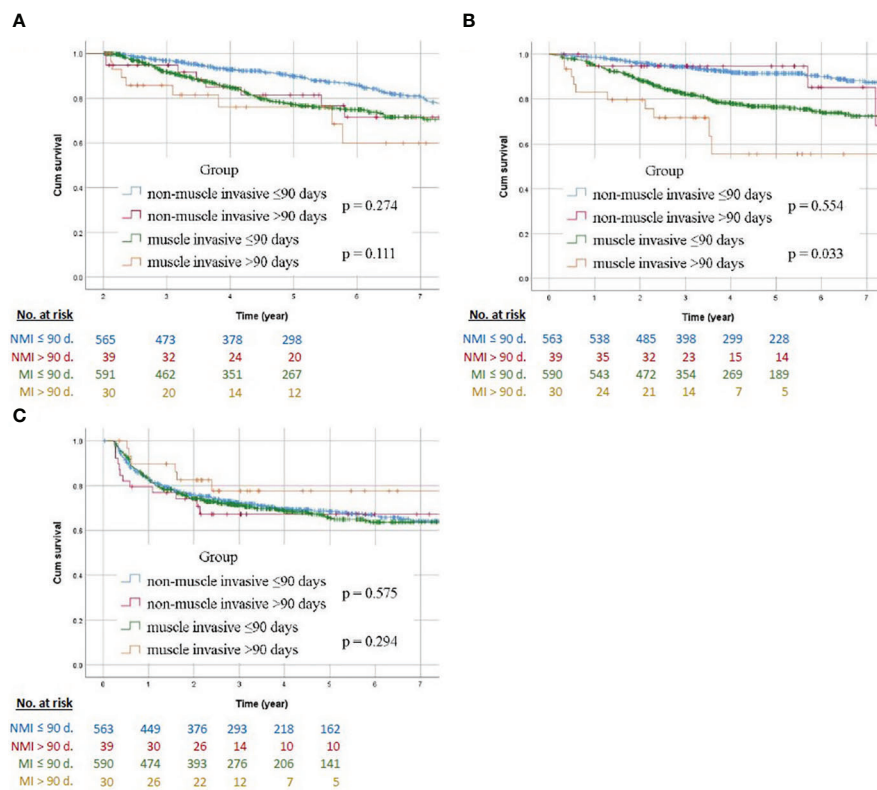 A
Cum survival
1.0
0.8
0.6
0.4
0.2
0.0
Group
non-muscle invasive ≤90 days
non-muscle invasive >90 days
muscle invasive ≤90 days
muscle invasive >90 days
p = 0.274
p = 0.111
2 3 4 5 6 7
Time (year)
No. at risk
NMI ≤ 90 d. 565 473 378 298
NMI > 90 d. 39 32 24 20
MI ≤ 90 d. 591 462 351 267
MI > 90 d. 30 20 14 12
B
Cum survival
1.0
0.8
0.6
0.4
0.2
0.0
Group
non-muscle invasive ≤90 days
non-muscle invasive >90 days
muscle invasive ≤90 days
muscle invasive >90 days
p = 0.554
p = 0.033
0 1 2 3 4 5 6 7
Time (year)
No. at risk
NMI ≤ 90 d. 563 538 485 398 299 228
NMI > 90 d. 39 35 32 23 15 14
MI ≤ 90 d. 590 543 472 354 269 189
MI > 90 d. 30 24 21 14 7 5
C
Cum survival
1.0
0.8
0.6
0.4
0.2
0.0
Group
non-muscle invasive ≤90 days
non-muscle invasive >90 days
muscle invasive ≤90 days
muscle invasive >90 days
p = 0.575
p = 0.294
0 1 2 3 4 5 6 7
Time (year)
No. at risk
NMI ≤ 90 d. 563 449 376 293 218 162
NMI > 90 d. 39 30 26 14 10 10
MI ≤ 90 d. 590 474 393 276 206 141
MI > 90 d. 30 26 22 12 7 5